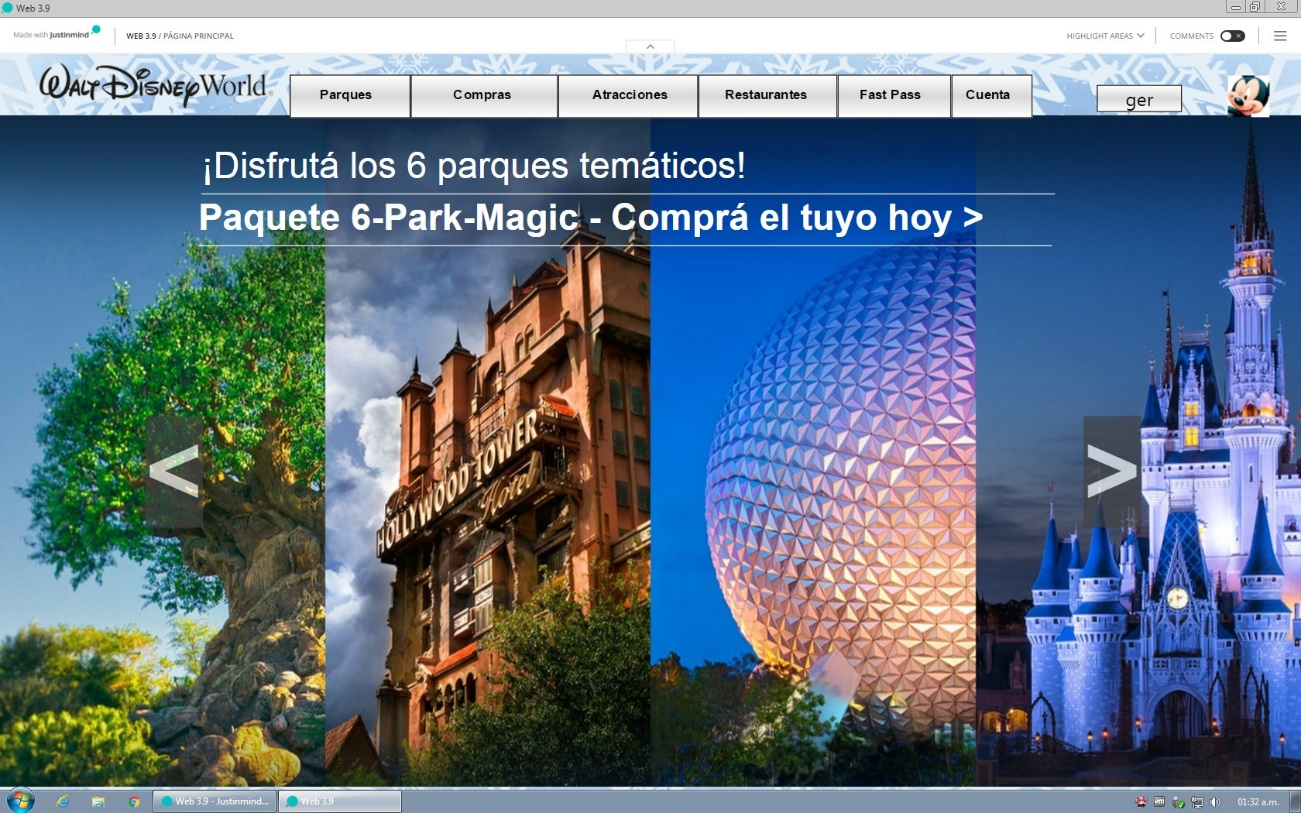 Web 3.9
Made with Justinmind
WEB 3.9 / PÁGINA PRINCIPAL
HIGHLIGHT AREAS
COMMENTS
WALT DISNEY World
Parques
Compras
Atracciones
Restaurantes
Fast Pass
Cuenta
ger
¡Disfrutá los 6 parques temáticos!
Paquete 6-Park-Magic - Comprá el tuyo hoy >
<
>
The
HOLLYWOOD TOWER
Hotel
Web 3.9 - Justinmind...
Web 3.9
01:32 a.m.